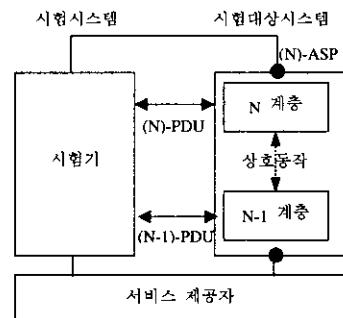 시험시스템
시험대상시스템
(N)-ASP
N 계층
(N)-PDU
시험기
상호동작
N-1 계층
(N-1)-PDU
서비스 제공자